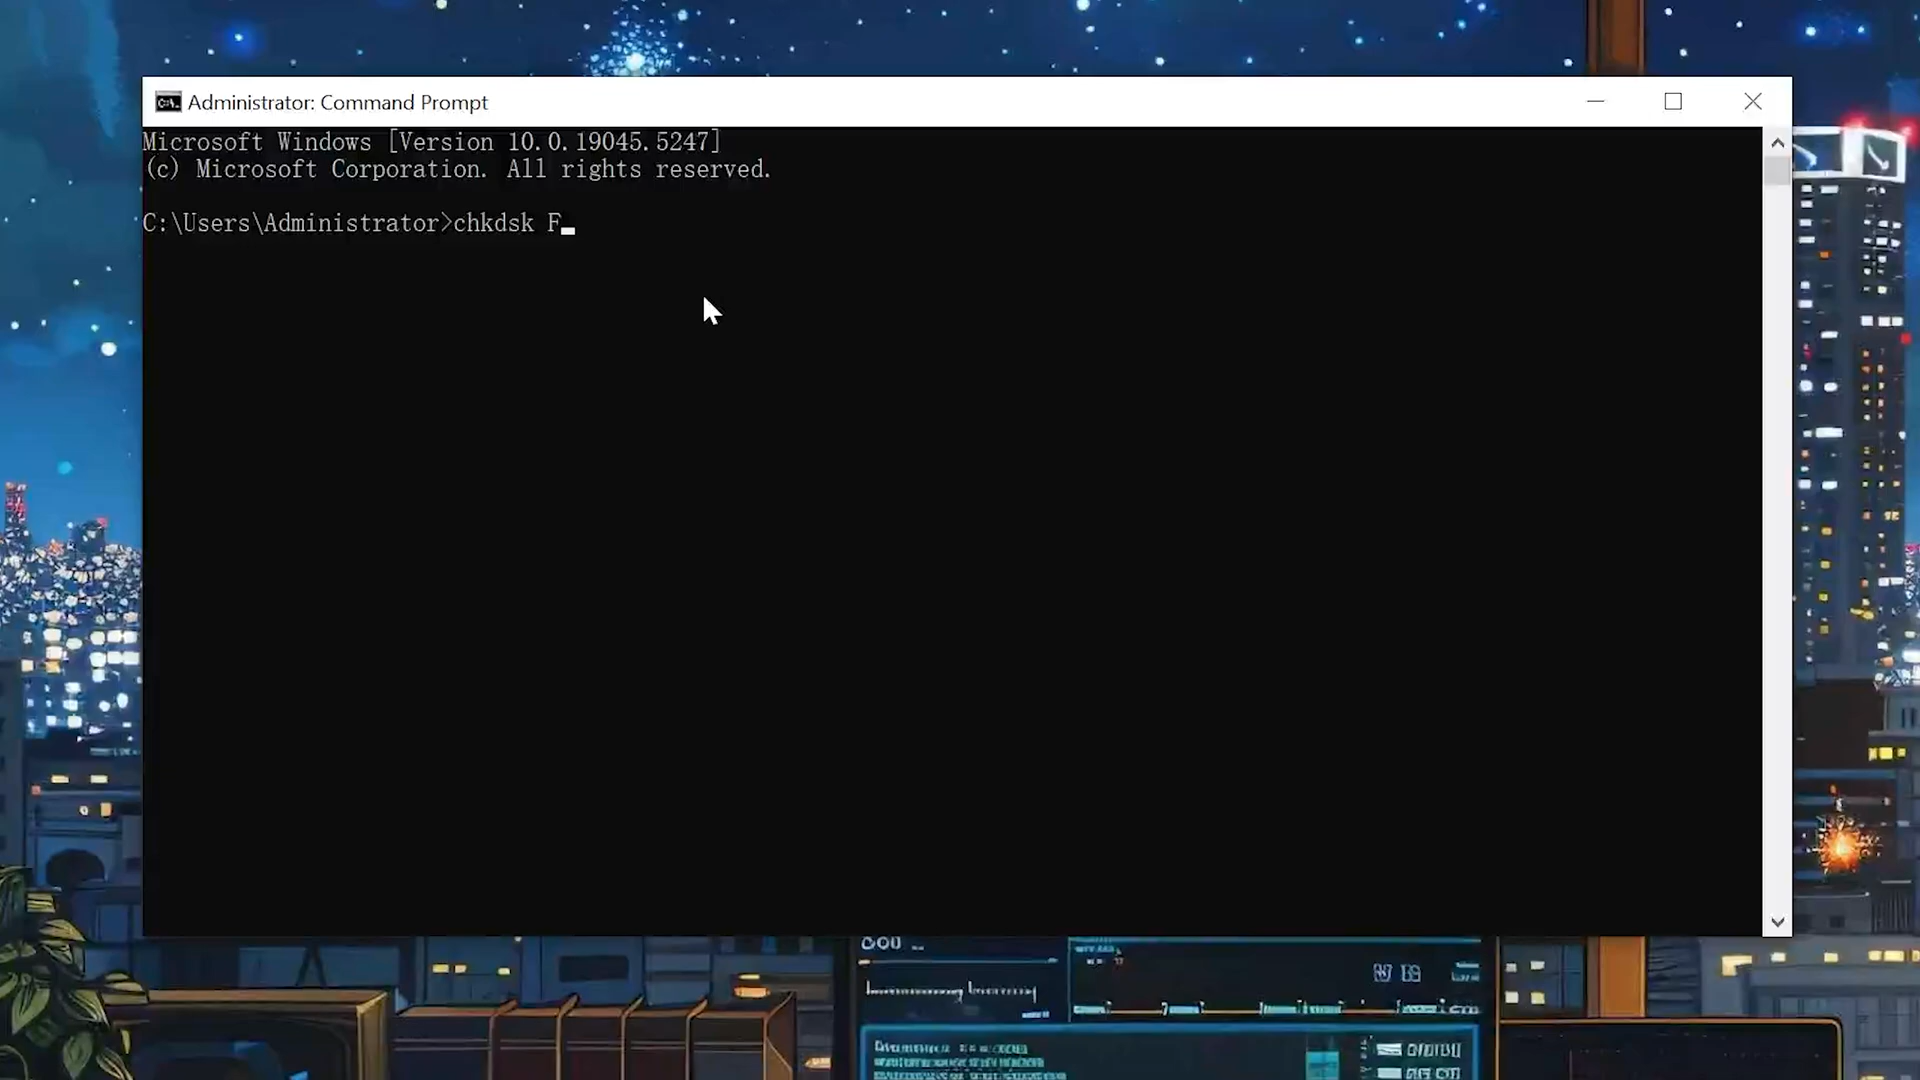 Administrator: Command Prompt
Microsoft Windows [Version 10.0.19045.5247]
(c) Microsoft Corporation. All rights reserved.
C:\Users\Administrator>chkdsk F